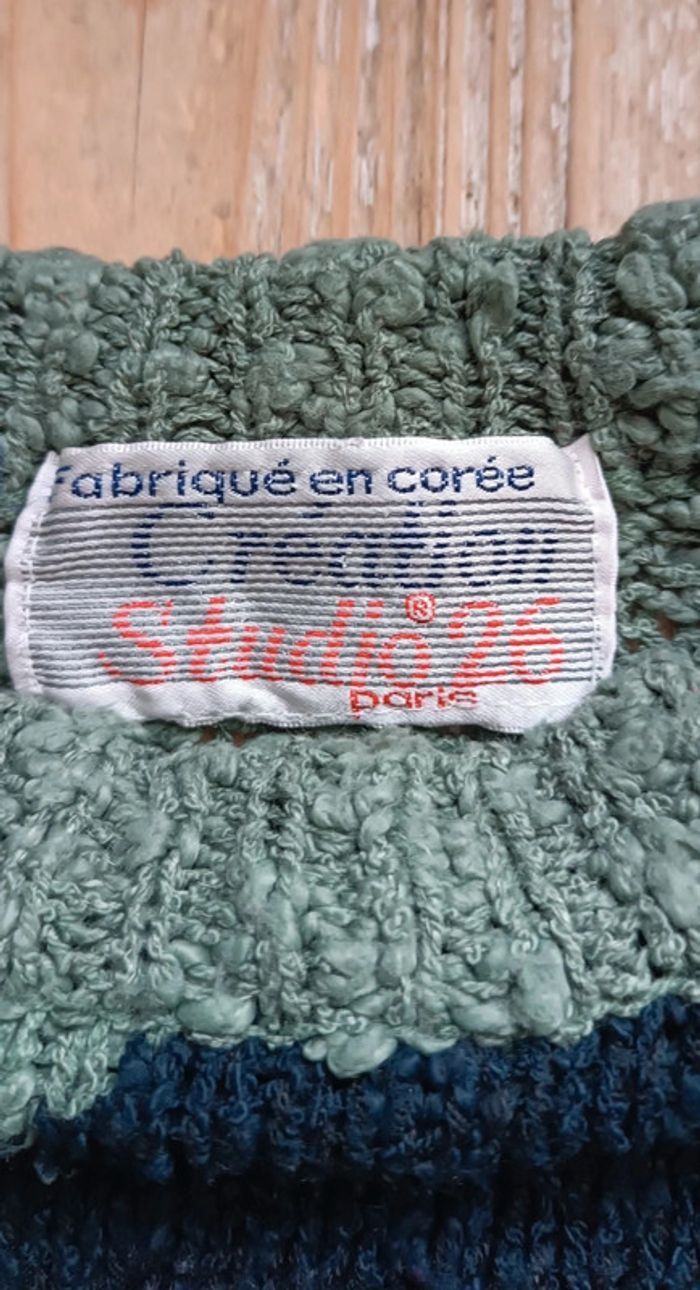 Fabriqué en corée
Création
Studio® 26
paris